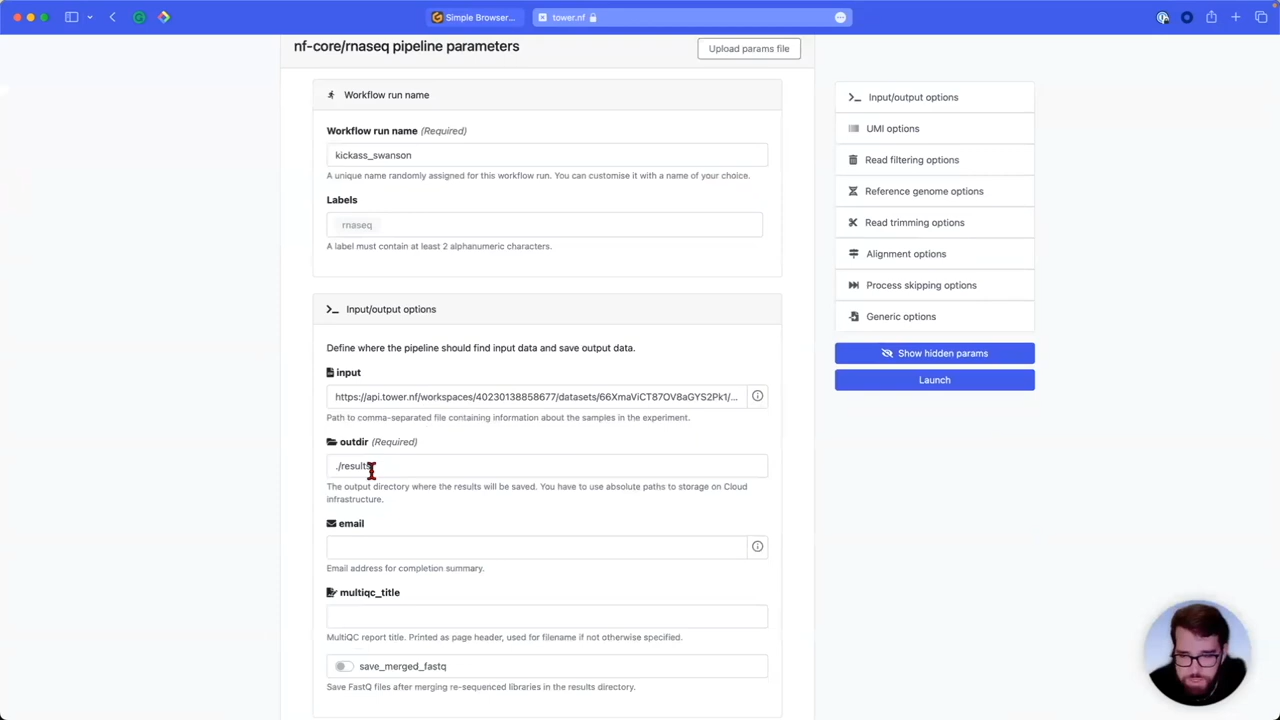 Simple Browser...
tower.nf
nf-core/rnaseq pipeline parameters
Upload params file
Workflow run name
Workflow run name (Required)
kickass_swanson
A unique name randomly assigned for this workflow run. You can customise it with a name of your choice.
Labels
rnaseq
A label must contain at least 2 alphanumeric characters.
Input/output options
Define where the pipeline should find input data and save output data.
input
https://api.tower.nf/workspaces/40230138858677/datasets/66XmaViCT87OV8aGYS2Pk1/...
Path to comma-separated file containing information about the samples in the experiment.
outdir (Required)
./results
The output directory where the results will be saved. You have to use absolute paths to storage on Cloud
infrastructure.
email
Email address for completion summary.
multiqc_title
MultiQC report title. Printed as page header, used for filename if not otherwise specified.
save_merged_fastq
Save FastQ files after merging re-sequenced libraries in the results directory.
Input/output options
UMI options
Read filtering options
Reference genome options
Read trimming options
Alignment options
Process skipping options
Generic options
Show hidden params
Launch